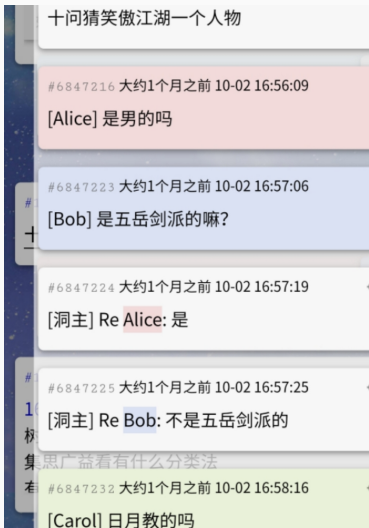 十问猜笑傲江湖一个人物
#6847216 大约1个月之前 10-02 16:56:09
[Alice] 是男的吗
#6847223 大约1个月之前 10-02 16:57:06
[Bob] 是五岳剑派的嘛?
#6847224 大约1个月之前 10-02 16:57:19
[洞主] Re Alice: 是
#6847225 大约1个月之前 10-02 16:57:25
[洞主] Re Bob: 不是五岳剑派的
集思广益看有什么分类法
有
#6847232 大约1个月之前 10-02 16:58:16
[Carol] 日月教的吗